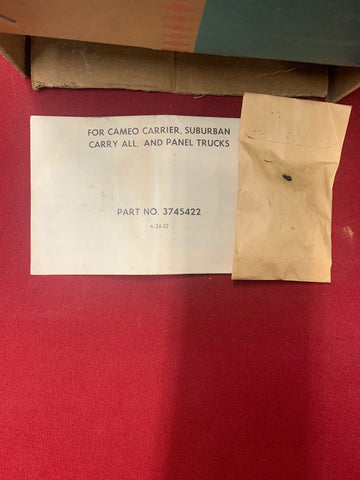 FOR CAMEO CARRIER, SUBURBAN
CARRY ALL, AND PANEL TRUCKS
PART NO. 3745422
6-24-57